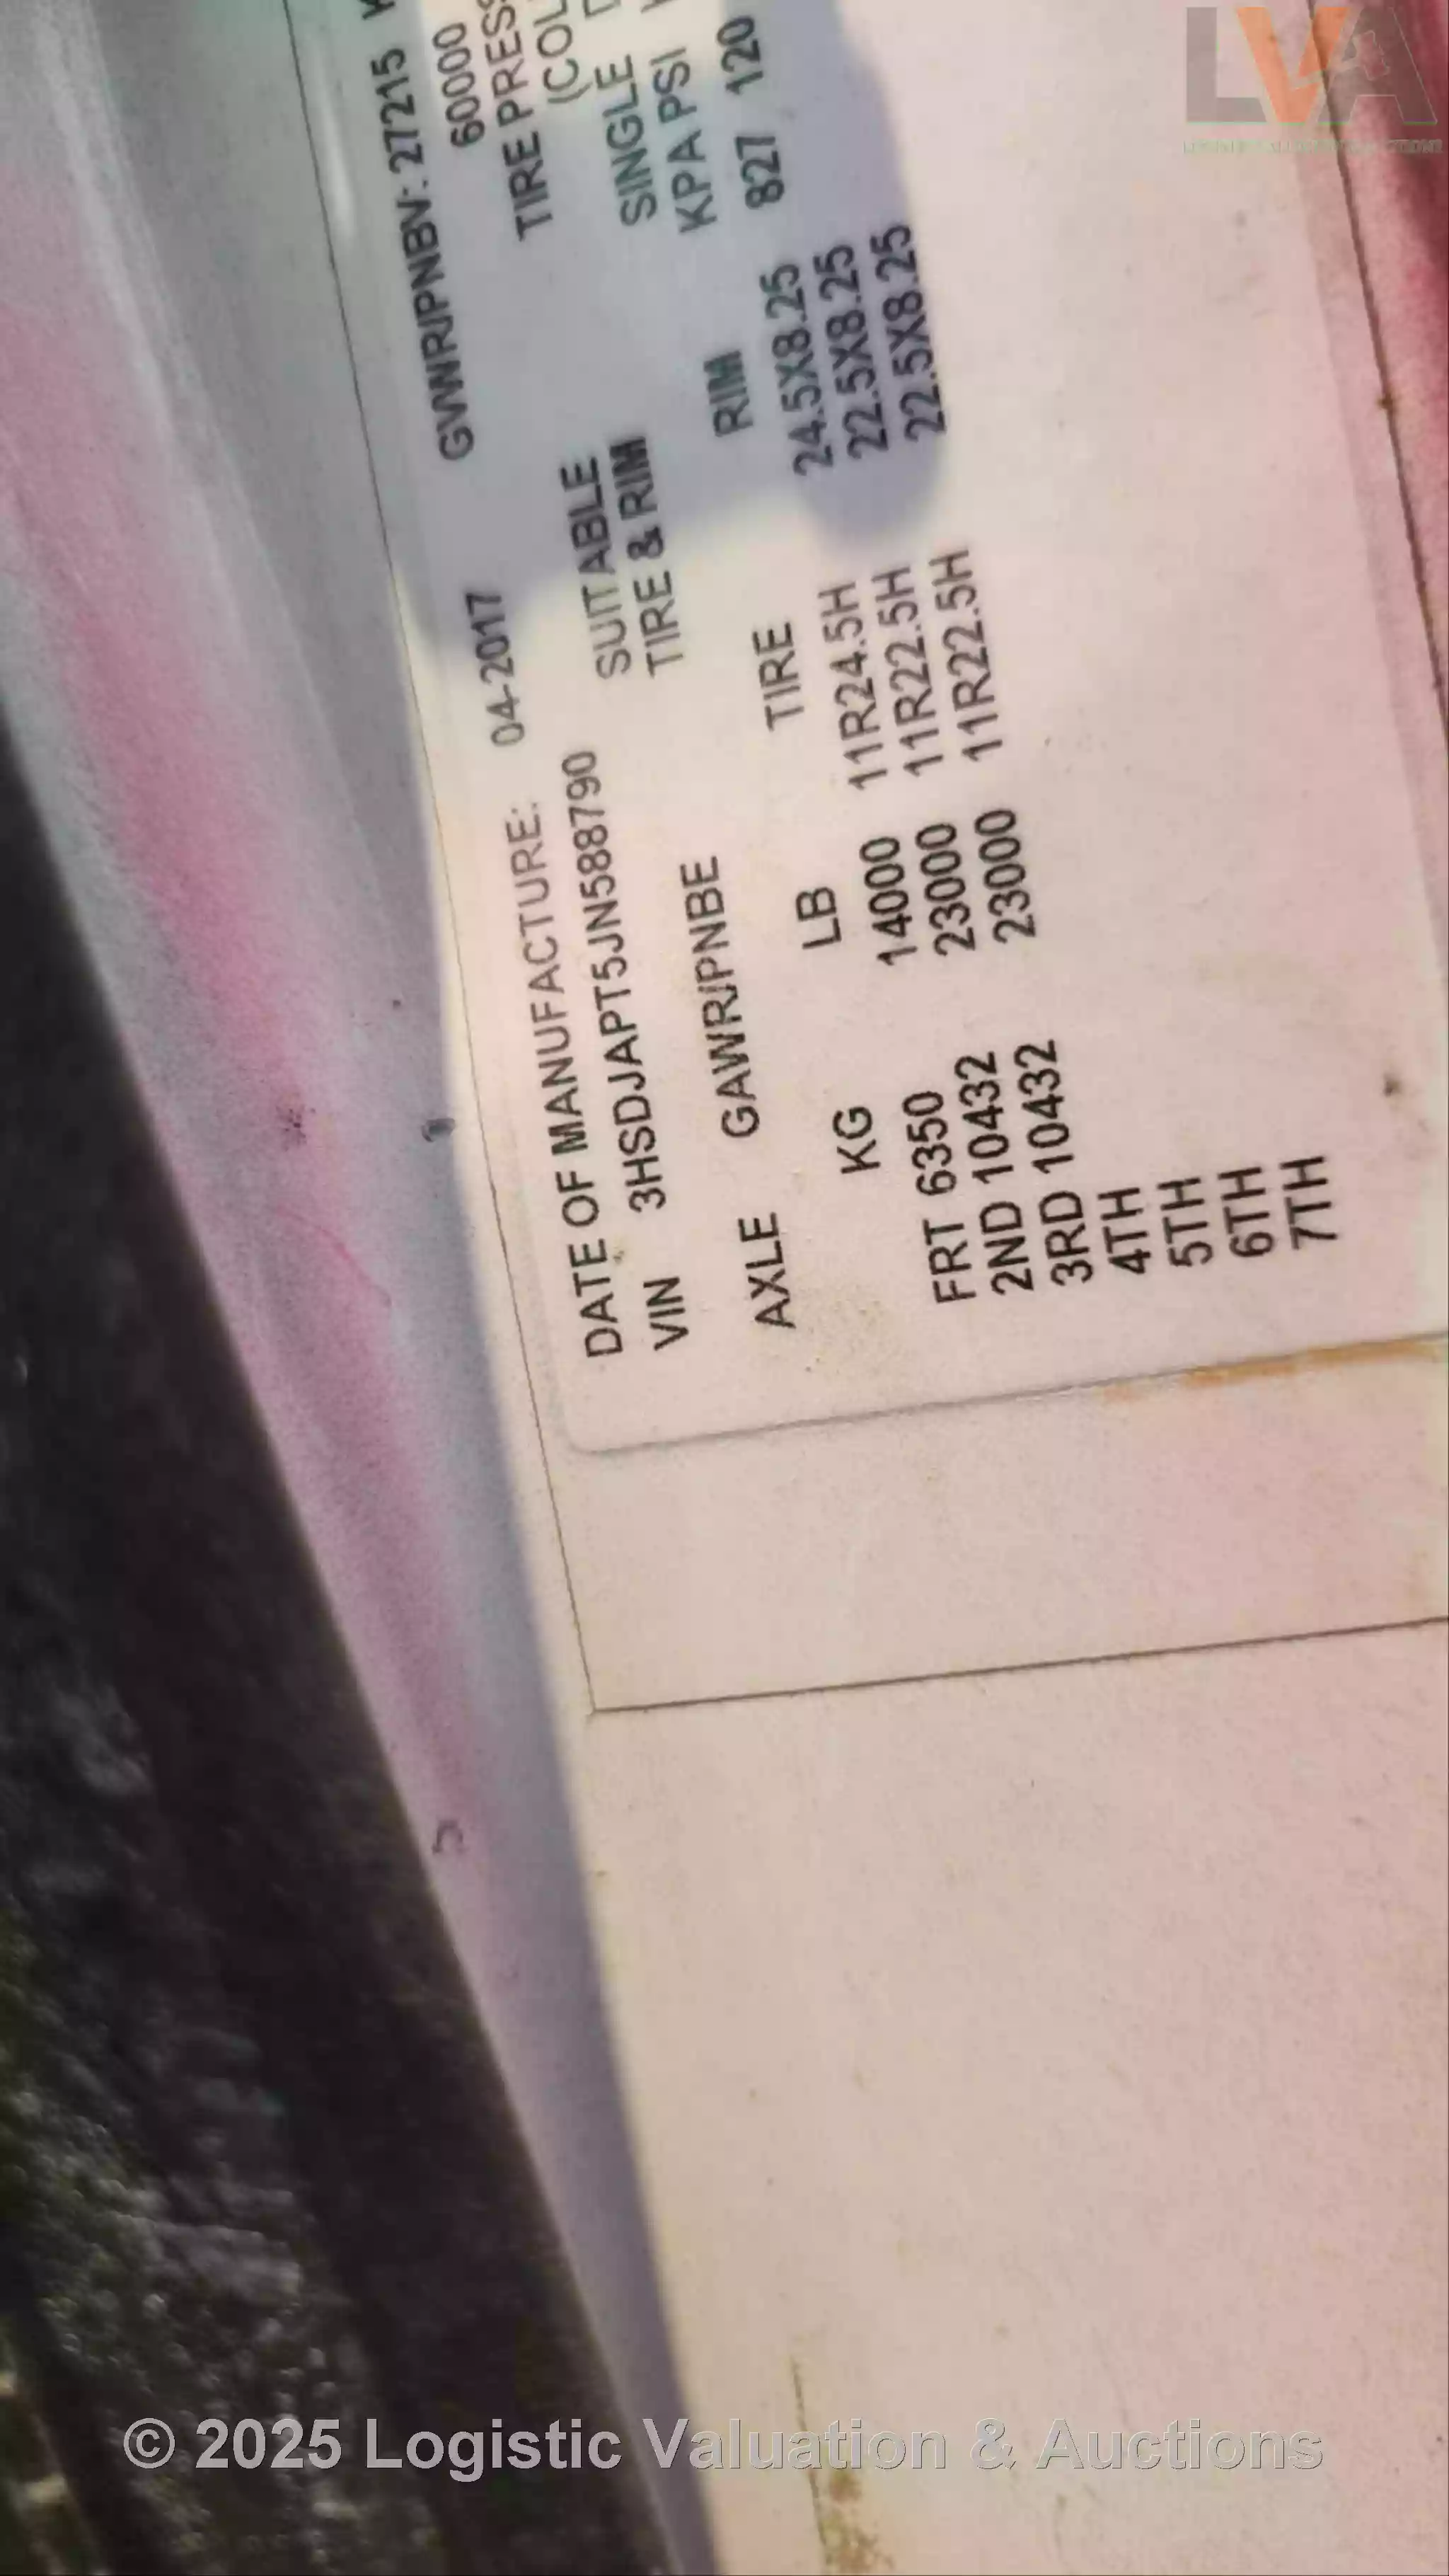 DATE OF MANUFACTURE: 04-2017 GVWR/PNBV: 27215
VIN 3HSDJAPT5JN588790 60000
SUITABLE TIRE
TIRE & RIM
AXLE GAWR/PNBE SINGLE
KG LB TIRE RIM KPA PSI
FRT 6350 14000 11R24.5H 24.5X8.25 827 120
2ND 10432 23000 11R22.5H 22.5X8.25
3RD 10432 23000 11R22.5H 22.5X8.25
4TH
5TH
6TH
7TH
LVA
© 2025 Logistic Valuation & Auctions